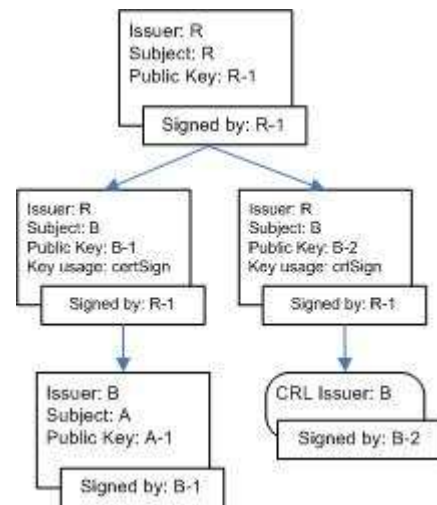 Issuer: R
Subject: R
Public Key: R-1
Signed by: R-1
Issuer: R
Subject: B
Public Key: B-1
Key usage: certSign
Signed by: R-1
Issuer: R
Subject: B
Public Key: B-2
Key usage: crlSign
Signed by: R-1
Issuer: B
Subject: A
Public Key: A-1
Signed by: B-1
CRL Issuer: B
Signed by: B-2